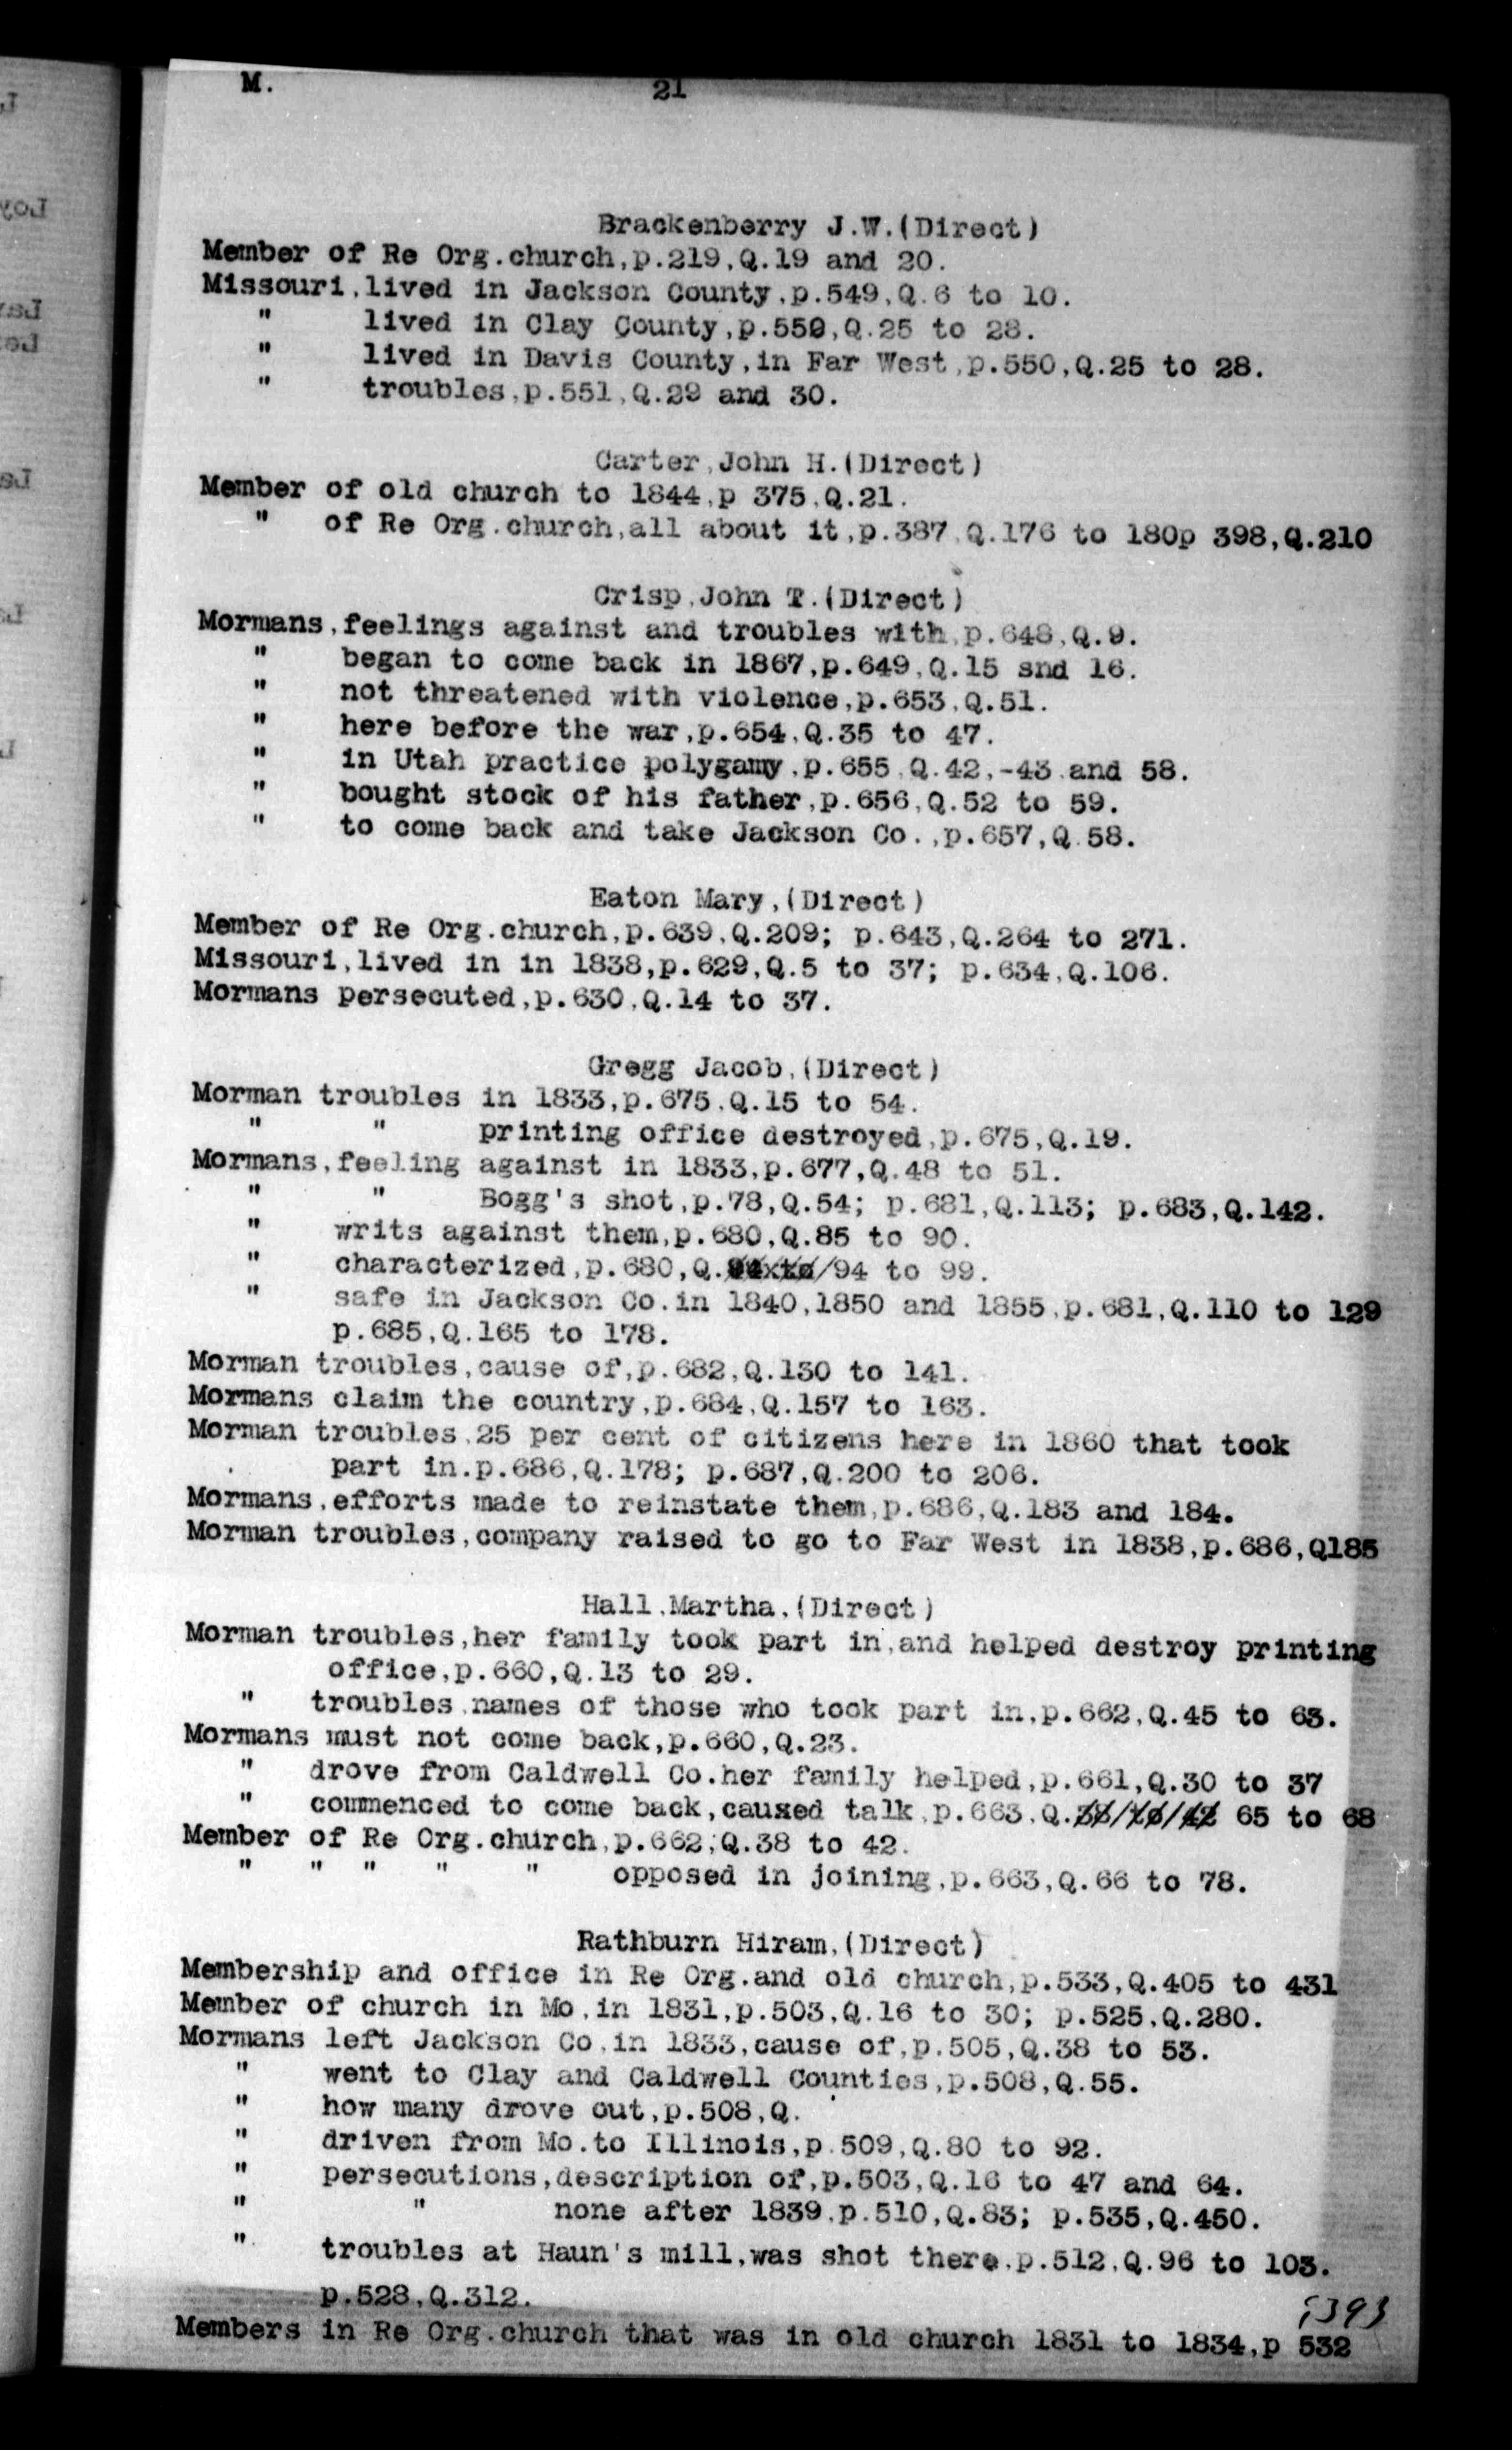 M.
21
Brackenberry J.W.(Direct)
Member of Re Org.church,p.219,Q.19 and 20.
Missouri,lived in Jackson County,p.549,Q.6 to 10.
" lived in Clay County,p.550,Q.25 to 28.
" lived in Davis County,in Far West,p.550,Q.25 to 28.
" troubles,p.551,Q.29 and 30.
Carter,John H.(Direct)
Member of old church to 1844,p 375,Q.21.
" of Re Org.church,all about it,p.387,Q.176 to 180p 398,Q.210
Crisp,John T.(Direct)
Mormans,feelings against and troubles with,p.648,Q.9.
" began to come back in 1867,p.649,Q.15 snd 16.
" not threatened with violence,p.653,Q.51.
" here before the war,p.654,Q.35 to 47.
" in Utah practice polygamy,p.655,Q.42,-43,and 58.
" bought stock of his father,p.656,Q.52 to 59.
" to come back and take Jackson Co.,p.657,Q.58.
Eaton Mary,(Direct)
Member of Re Org.church,p.639,Q.209; p.643,Q.264 to 271.
Missouri,lived in in 1838,p.629,Q.5 to 37; p.634,Q.106.
Mormans persecuted,p.630,Q.14 to 37.
Gregg Jacob,(Direct)
Morman troubles in 1833,p.675,Q.15 to 54.
" " printing office destroyed,p.675,Q.19.
Mormans,feeling against in 1833,p.677,Q.48 to 51.
" " Bogg's shot,p.78,Q.54; p.681,Q.113; p.683,Q.142.
" writs against them,p.680,Q.85 to 90.
" characterized,p.680,Q. 94 to 99.
" safe in Jackson Co.in 1840,1850 and 1855,p.681,Q.110 to 129
p.685,Q.165 to 178.
Morman troubles,cause of,p.682,Q.130 to 141.
Mormans claim the country,p.684,Q.157 to 163.
Morman troubles,25 per cent of citizens here in 1860 that took
part in.p.686,Q.178; p.687,Q.200 to 206.
Mormans,efforts made to reinstate them,p.686,Q.183 and 184.
Morman troubles,company raised to go to Far West in 1838,p.686,Q185
Hall,Martha,(Direct)
Morman troubles,her family took part in,and helped destroy printing
office,p.660,Q.13 to 29.
" troubles,names of those who took part in,p.662,Q.45 to 63.
Mormans must not come back,p.660,Q.23.
" drove from Caldwell Co.her family helped,p.661,Q.30 to 37
" commenced to come back,caused talk,p.663,Q. 65 to 68
Member of Re Org.church,p.662,Q.38 to 42.
" " " " " opposed in joining,p.663,Q.66 to 78.
Rathburn Hiram,(Direct)
Membership and office in Re Org.and old church,p.533,Q.405 to 431
Member of church in Mo,in 1831,p.503,Q.16 to 30; p.525,Q.280.
Mormans left Jackson Co,in 1833,cause of,p.505,Q.38 to 53.
" went to Clay and Caldwell Counties,p.508,Q.55.
" how many drove out,p.508,Q.
" driven from Mo.to Illinois,p.509,Q.80 to 92.
" persecutions,description of,p.503,Q.16 to 47 and 64.
" " none after 1839,p.510,Q.83; p.535,Q.450.
" troubles at Haun's mill,was shot there,p.512,Q.96 to 103.
p.528,Q.312.
Members in Re Org.church that was in old church 1831 to 1834,p 532